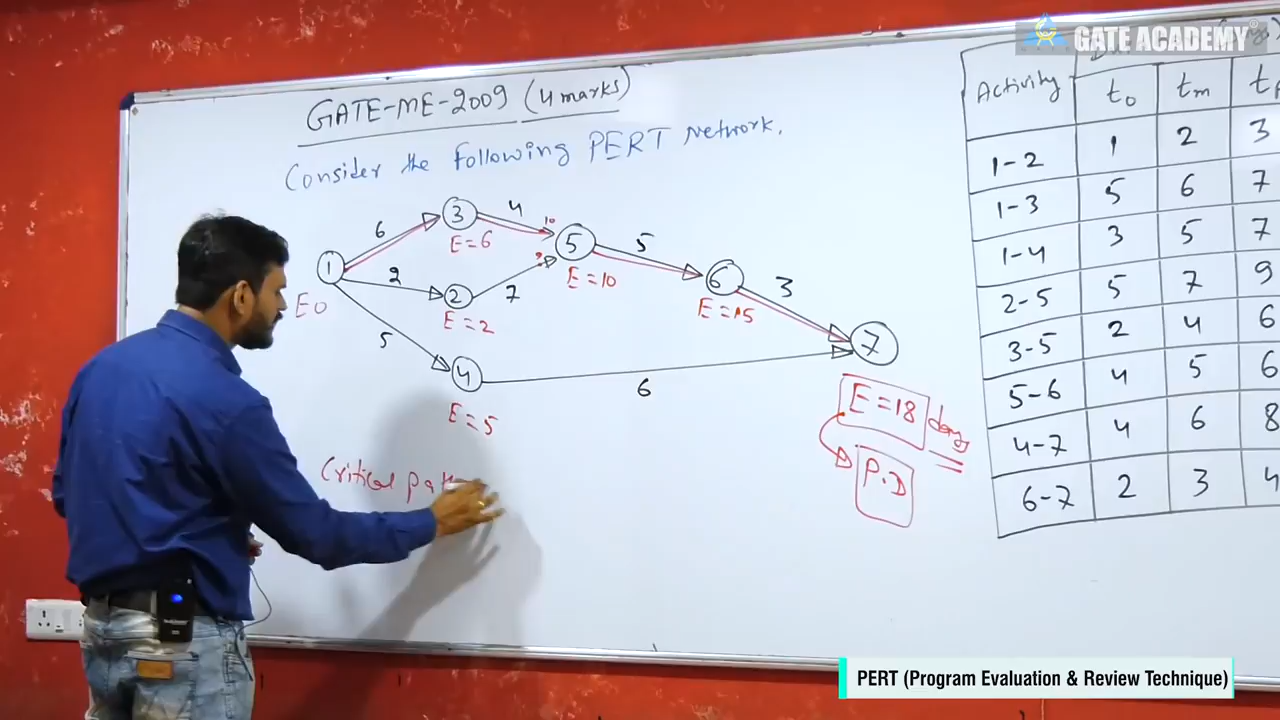 GATE ACADEMY
GATE-ME-2009 (4 marks)
Consider the Following PERT Network.
Activity to tm
1-2 1 2 3
1-3 5 6 7
1-4 3 5 7
2-5 5 7 9
3-5 2 4 6
5-6 4 5 6
4-7 4 6 8
6-7 2 3 4
1 6 3 4 10 5 5 6 3 7
E=6
2 2 7
E=10
E0
E=2
E=15
5 4 6
E=5
E=18 days
P.D
Critical
PERT (Program Evaluation & Review Technique)